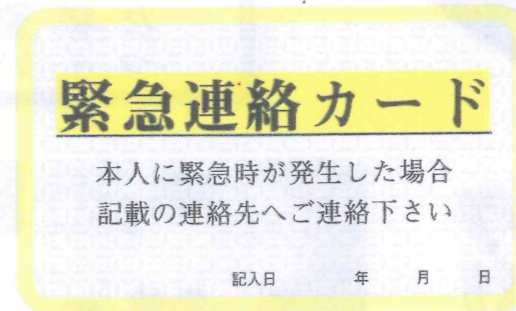 緊急連絡カード
本人に緊急時が発生した場合
記載の連絡先へご連絡下さい
記入日 年 月 日